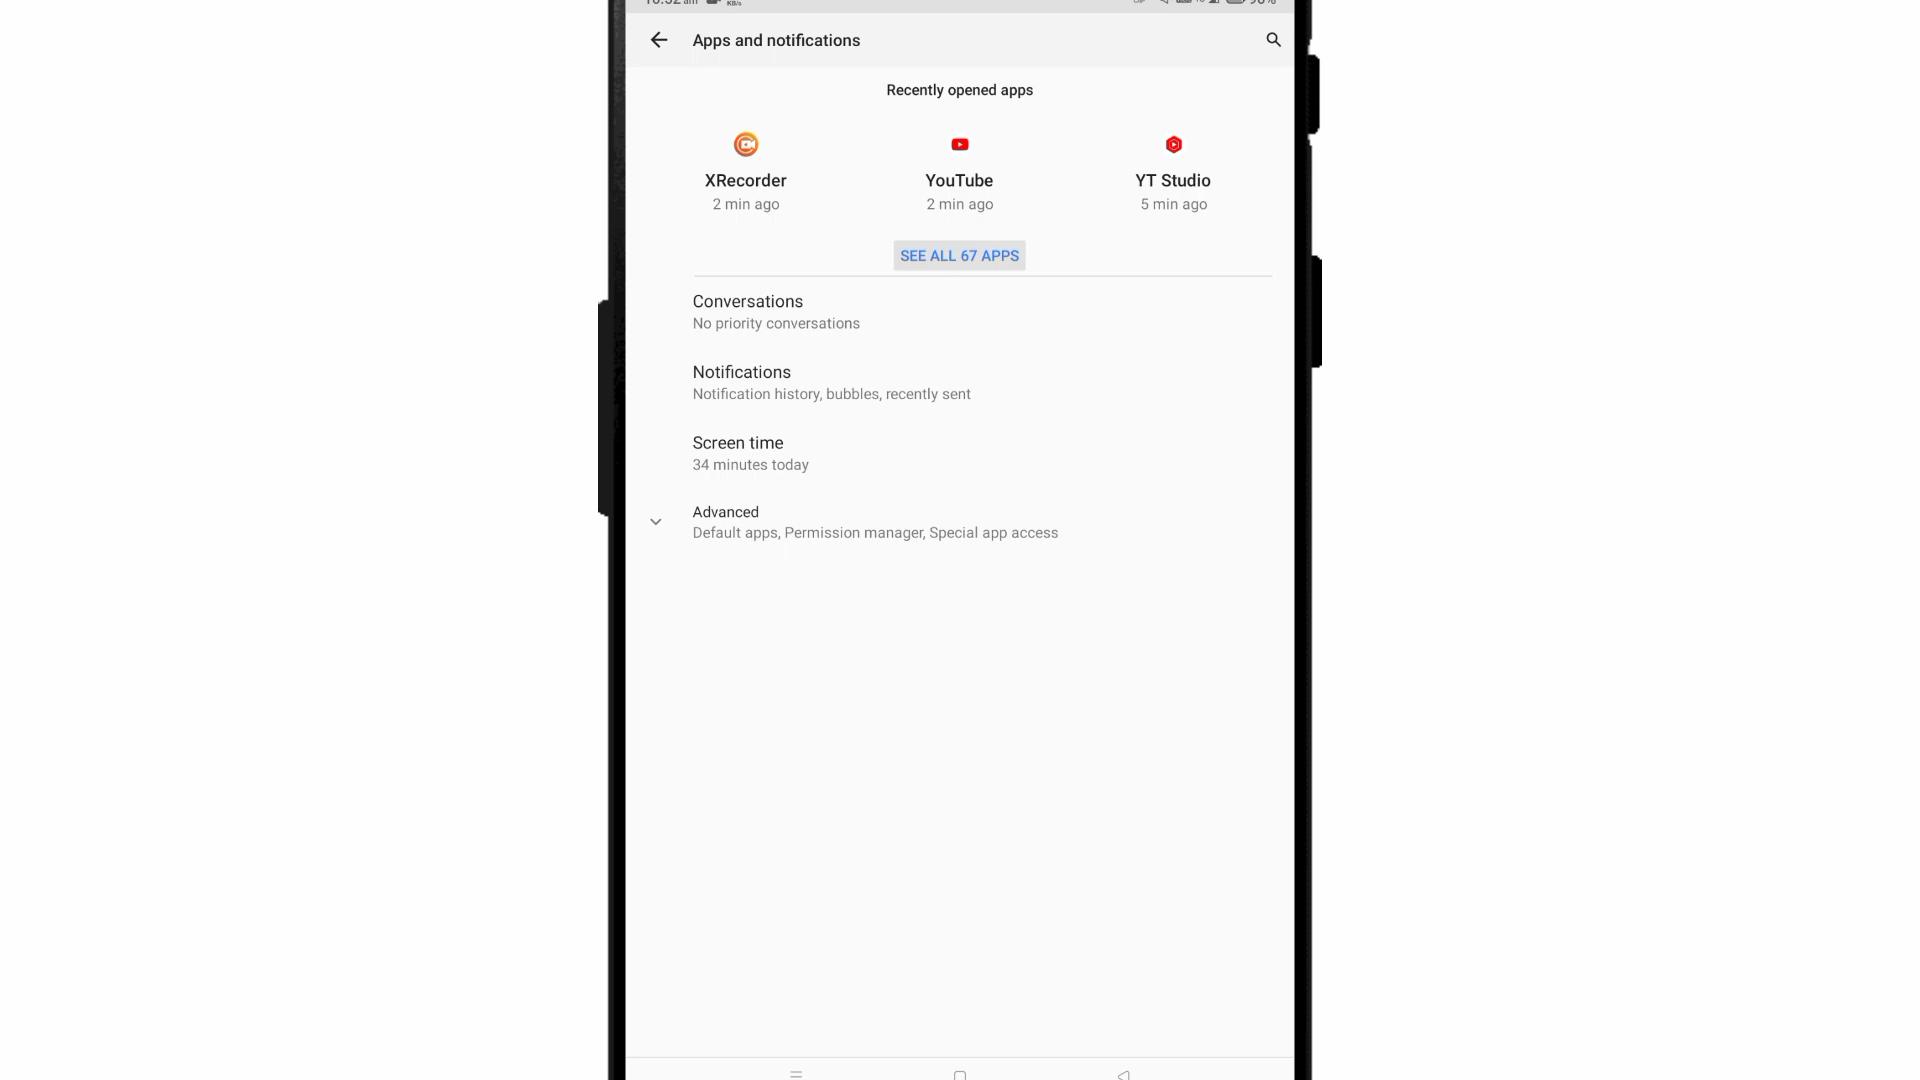 KB/s
Apps and notifications
Recently opened apps
XRecorder
YouTube
YT Studio
2 min ago
2 min ago
5 min ago
SEE ALL 67 APPS
Conversations
No priority conversations
Notifications
Notification history, bubbles, recently sent
Screen time
34 minutes today
Advanced
Default apps, Permission manager, Special app access